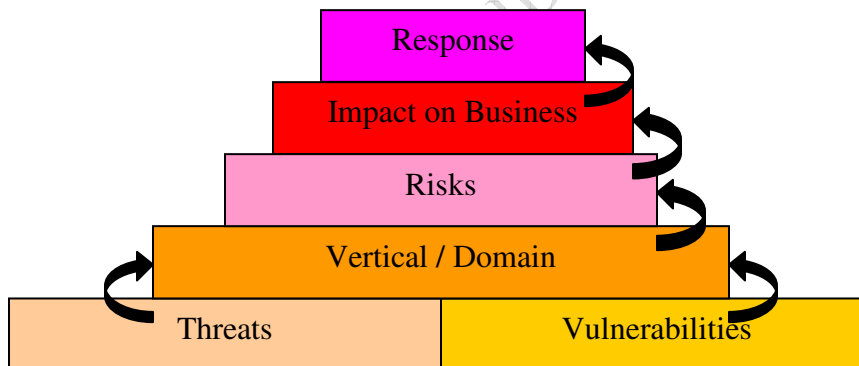 Response
Impact on Business
Risks
Vertical / Domain
Threats
Vulnerabilities